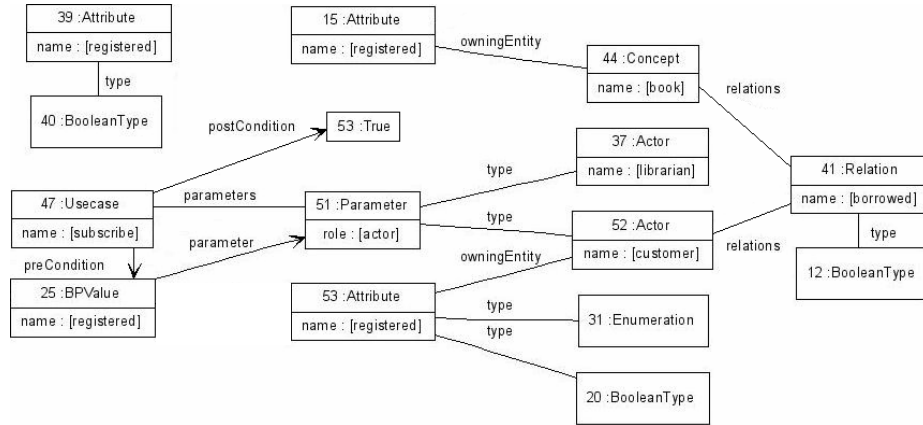 39 :Attribute
name : [registered]
type
40 :BooleanType
15 :Attribute
name : [registered]
owningEntity
44 :Concept
name : [book]
relations
postCondition
53 :True
37 :Actor
name : [librarian]
type
41 :Relation
name : [borrowed]
type
12 :BooleanType
47 :Usecase
name : [subscribe]
parameters
51 :Parameter
role : [actor]
type
52 :Actor
name : [customer]
relations
parameter
preCondition
25 :BPValue
name : [registered]
owningEntity
53 :Attribute
name : [registered]
type
31 :Enumeration
type
20 :BooleanType